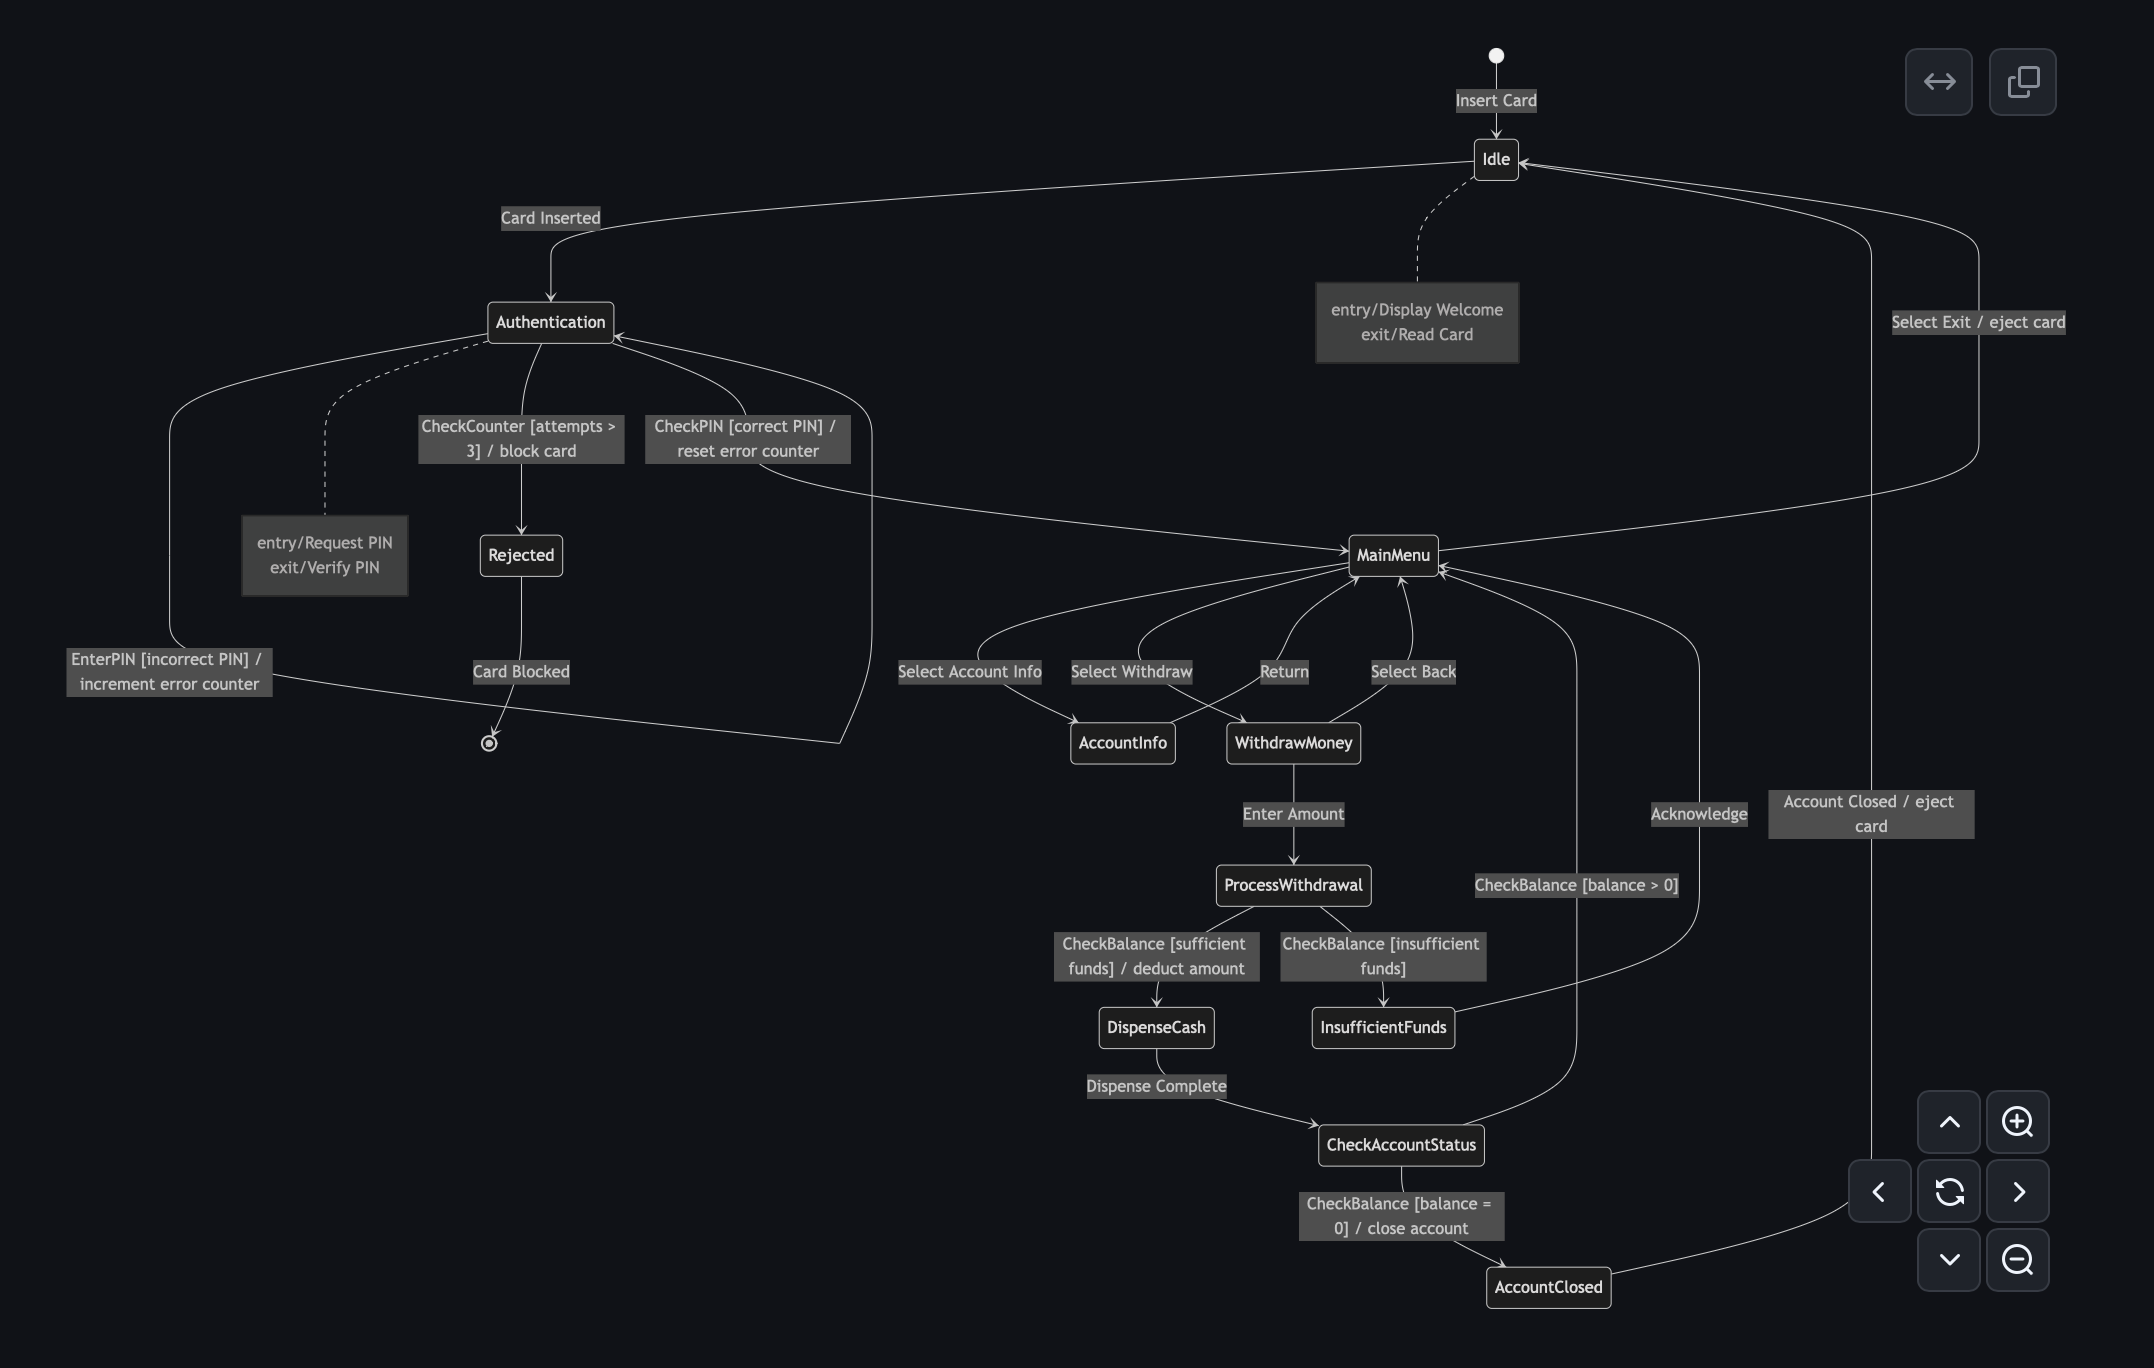 Insert Card
Idle
Card Inserted
entry/Display Welcome
exit/Read Card
Select Exit / eject card
Authentication
CheckCounter [attempts >
3] / block card
CheckPIN [correct PIN] /
reset error counter
entry/Request PIN
exit/Verify PIN
Rejected
MainMenu
EnterPIN [incorrect PIN] /
increment error counter
Card Blocked
Select Account Info
Select Withdraw
Return
Select Back
AccountInfo
WithdrawMoney
Enter Amount
Acknowledge
Account Closed / eject
card
ProcessWithdrawal
CheckBalance [balance > 0]
CheckBalance [sufficient
funds] / deduct amount
CheckBalance [insufficient
funds]
DispenseCash
InsufficientFunds
Dispense Complete
CheckAccountStatus
CheckBalance [balance =
0] / close account
AccountClosed